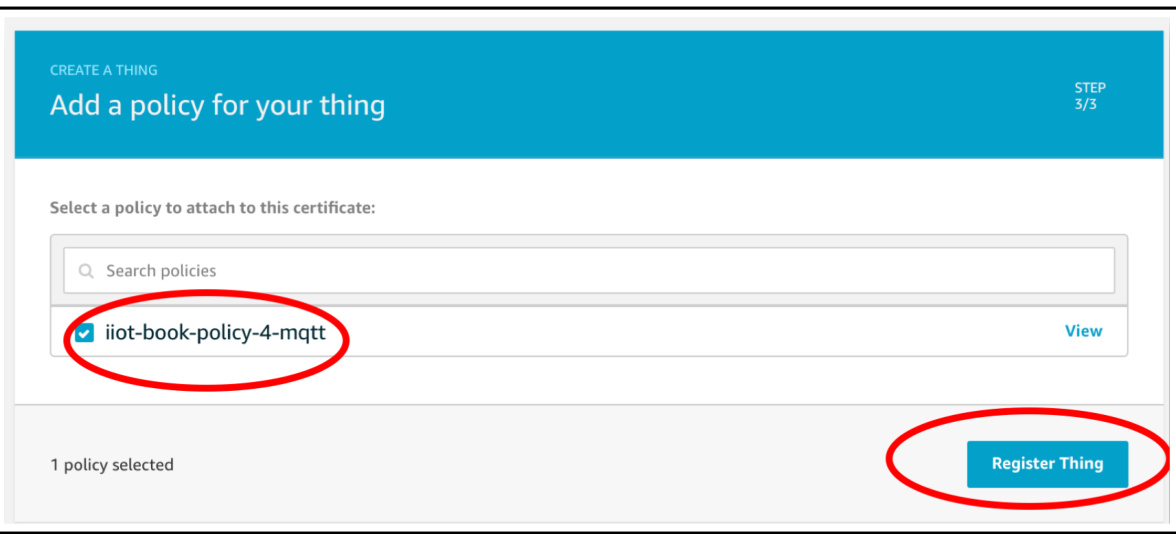 CREATE A THING
Add a policy for your thing
STEP
3/3
Select a policy to attach to this certificate:
Search policies
iiot-book-policy-4-mqtt
View
1 policy selected
Register Thing